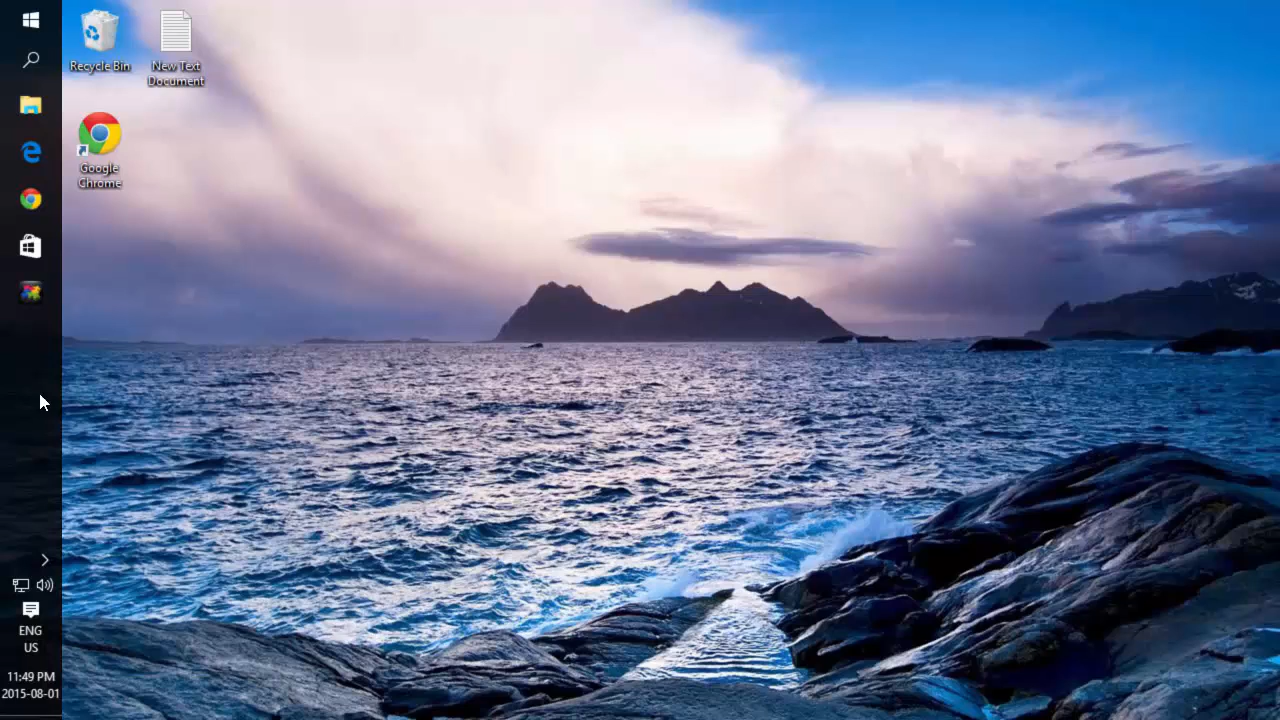 Recycle Bin
New Text
Document
Google
Chrome
ENG
US
11:49 PM
2015-08-01